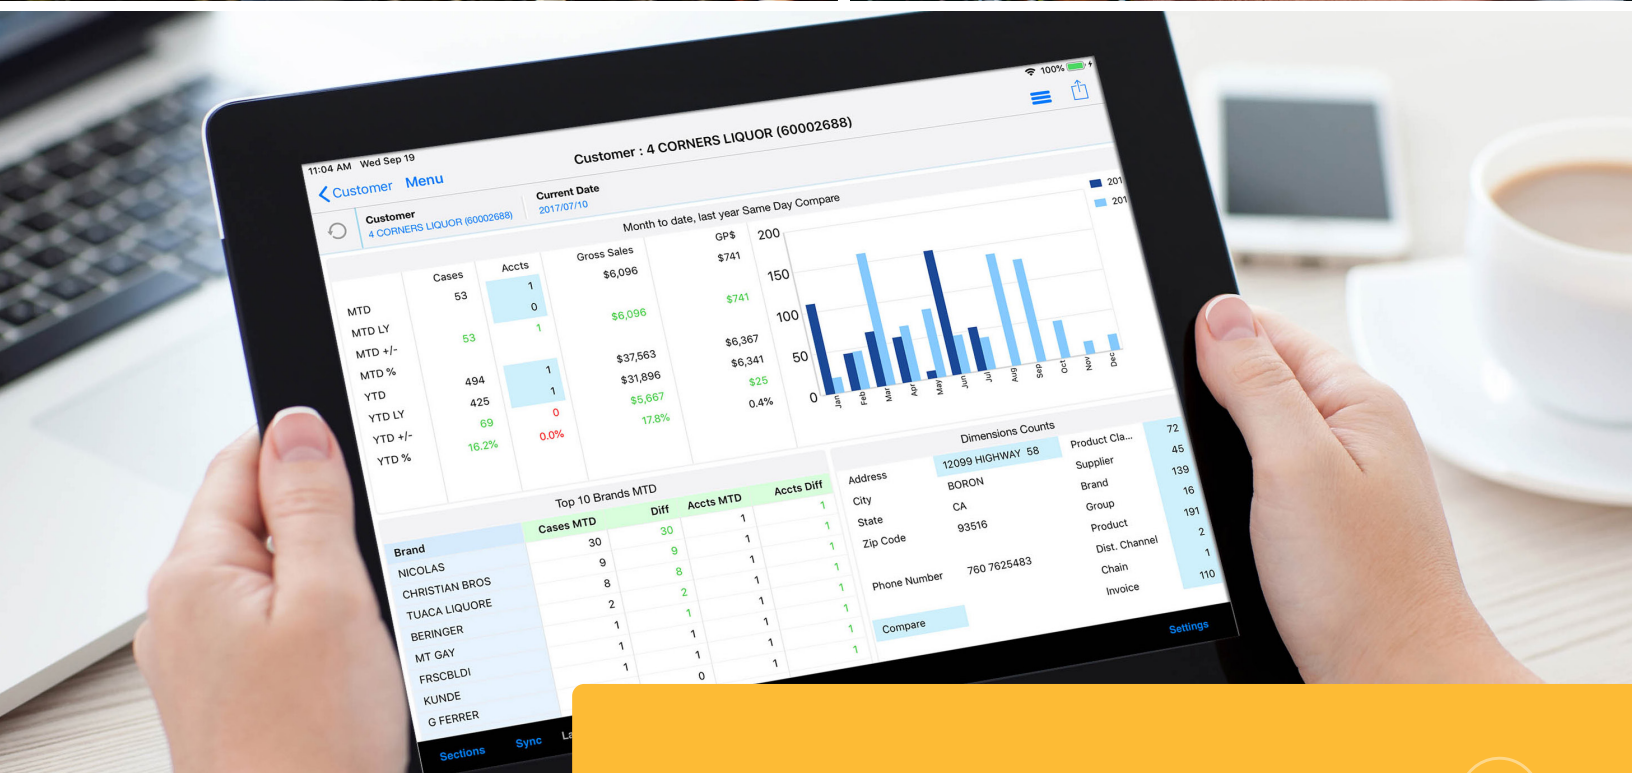 11:04 AM Wed Sep 19
100%
Customer Menu
Customer : 4 CORNERS LIQUOR (60002688)
Customer
4 CORNERS LIQUOR (60002688)
Current Date
2017/07/10
Month to date, last year Same Day Compare
Cases Accts Gross Sales GP$
MTD 53 1 $6,096 $741
MTD LY 0
MTD +/- 53 1 $6,096 $741
MTD %
YTD 494 1 $37,563 $6,367
YTD LY 425 1 $31,896 $6,341
YTD +/- 69 0 $5,667 $25
YTD % 16.2% 0.0% 17.8% 0.4%
200
150
100
50
0
Jan Feb Mar Apr May Jun Jul Aug Sep Oct Nov Dec
201
201
Top 10 Brands MTD
Brand Cases MTD Diff Accts MTD Accts Diff
NICOLAS 30 30 1 1
CHRISTIAN BROS 9 9 1 1
TUACA LIQUORE 8 8 1 1
BERINGER 2 2 1 1
MT GAY 1 1 1 1
FRSCBLDI 1 1 1 1
KUNDE 1 1 1 1
G FERRER 0 1 1
Dimensions Counts
Address 12099 HIGHWAY 58
City BORON
State CA
Zip Code 93516
Phone Number 760 7625483
Compare
Product Cla... 72
Supplier 45
Brand 139
Group 16
Product 191
Dist. Channel 2
Chain 1
Invoice 110
Sections Sync
Settings